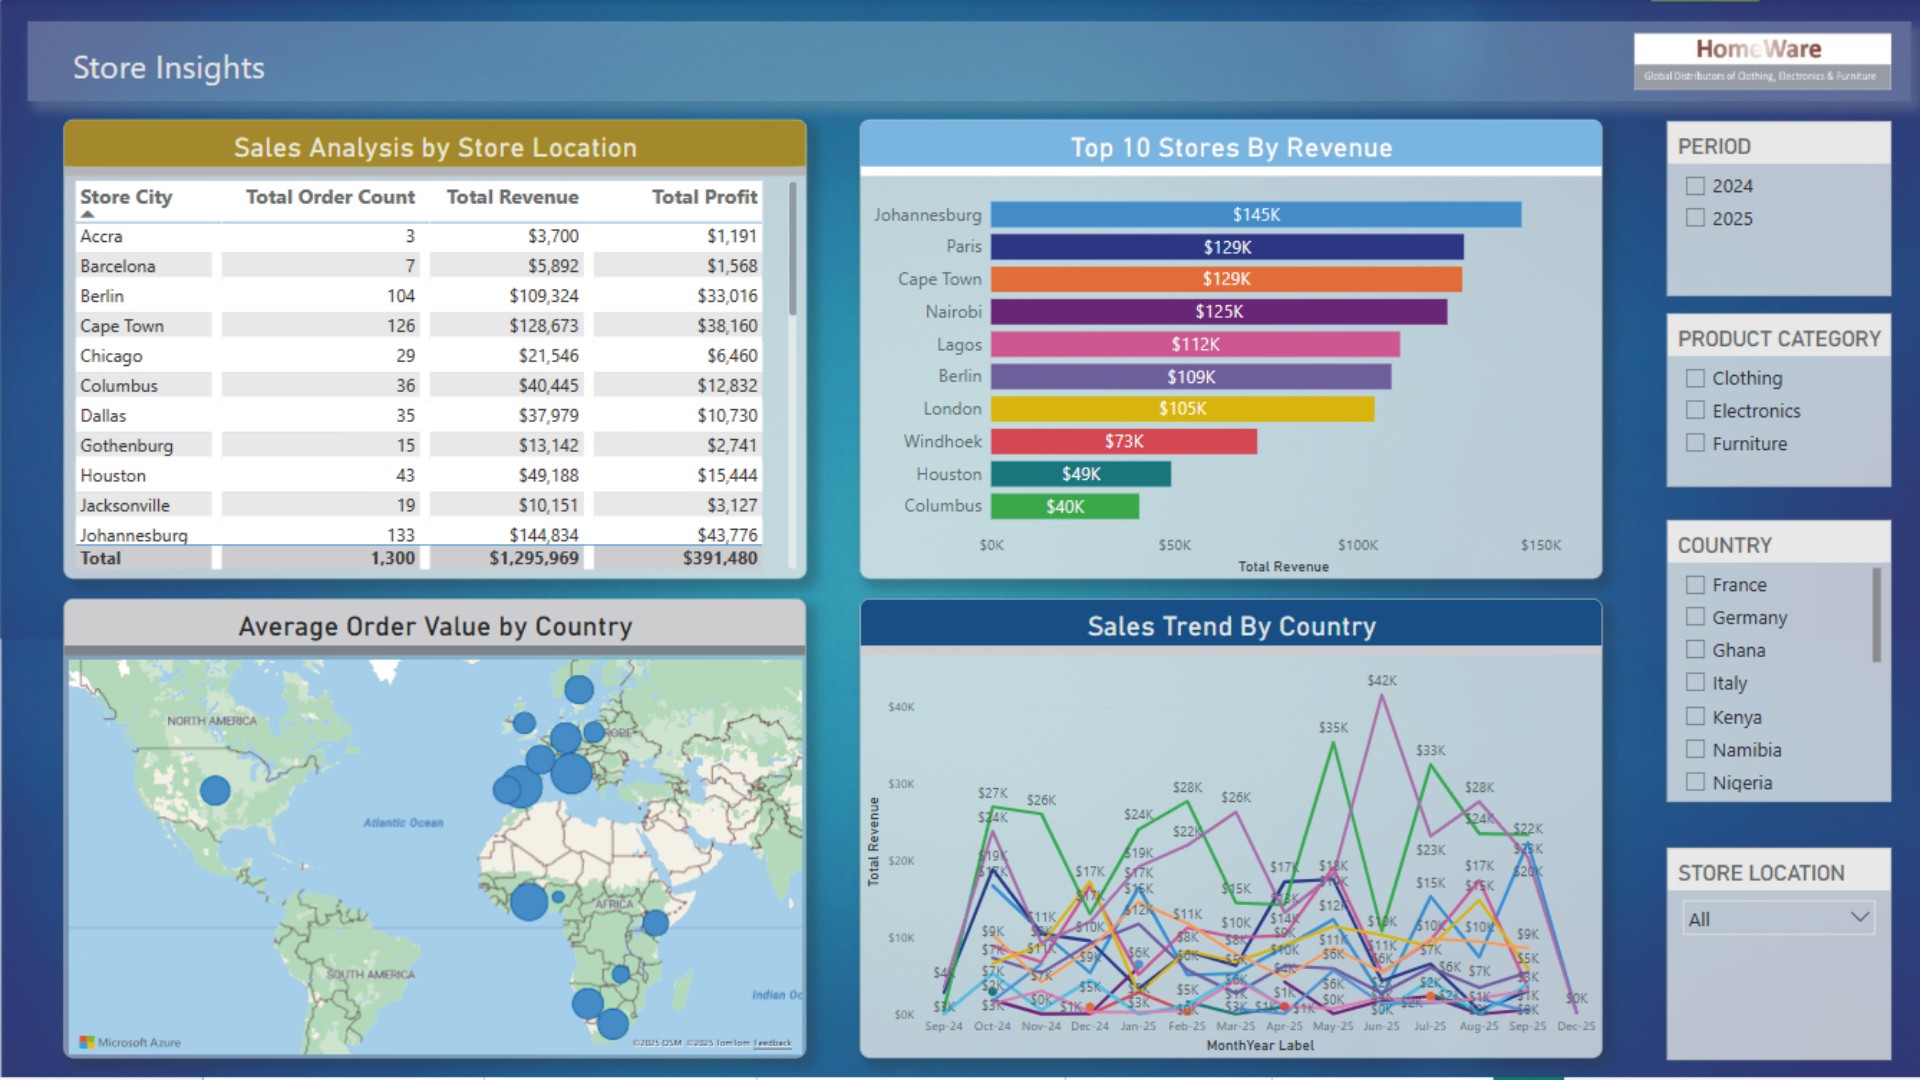 Store Insights
HomeWare
Global Distributors of Clothing, Electronics & Furniture
Sales Analysis by Store Location
Store City Total Order Count Total Revenue Total Profit
Accra 3 $3,700 $1,191
Barcelona 7 $5,892 $1,568
Berlin 104 $109,324 $33,016
Cape Town 126 $128,673 $38,160
Chicago 29 $21,546 $6,460
Columbus 36 $40,445 $12,832
Dallas 35 $37,979 $10,730
Gothenburg 15 $13,142 $2,741
Houston 43 $49,188 $15,444
Jacksonville 19 $10,151 $3,127
Johannesburg 133 $144,834 $43,776
Total 1,300 $1,295,969 $391,480
Top 10 Stores By Revenue
Johannesburg $145K
Paris $129K
Cape Town $129K
Nairobi $125K
Lagos $112K
Berlin $109K
London $105K
Windhoek $73K
Houston $49K
Columbus $40K
$0K $50K $100K $150K
Total Revenue
PERIOD
2024
2025
PRODUCT CATEGORY
Clothing
Electronics
Furniture
COUNTRY
France
Germany
Ghana
Italy
Kenya
Namibia
Nigeria
STORE LOCATION
All
Average Order Value by Country
NORTH AMERICA
Atlantic Ocean
AFRICA
SOUTH AMERICA
Indian Oc
Microsoft Azure
©2025 OSM ©2025 TomTom Feedback
Sales Trend By Country
Total Revenue
$40K
$30K
$20K
$10K
$0K
$42K
$35K
$33K
$28K $28K
$27K $26K $26K
$24K $24K $24K
$22K $22K
$23K
$19K $19K
$17K $17K $17K $17K
$15K $15K
$12K
$11K $10K
$9K $9K
Sep-24 Oct-24 Nov-24 Dec-24 Jan-25 Feb-25 Mar-25 Apr-25 May-25 Jun-25 Jul-25 Aug-25 Sep-25 Dec-25
MonthYear Label